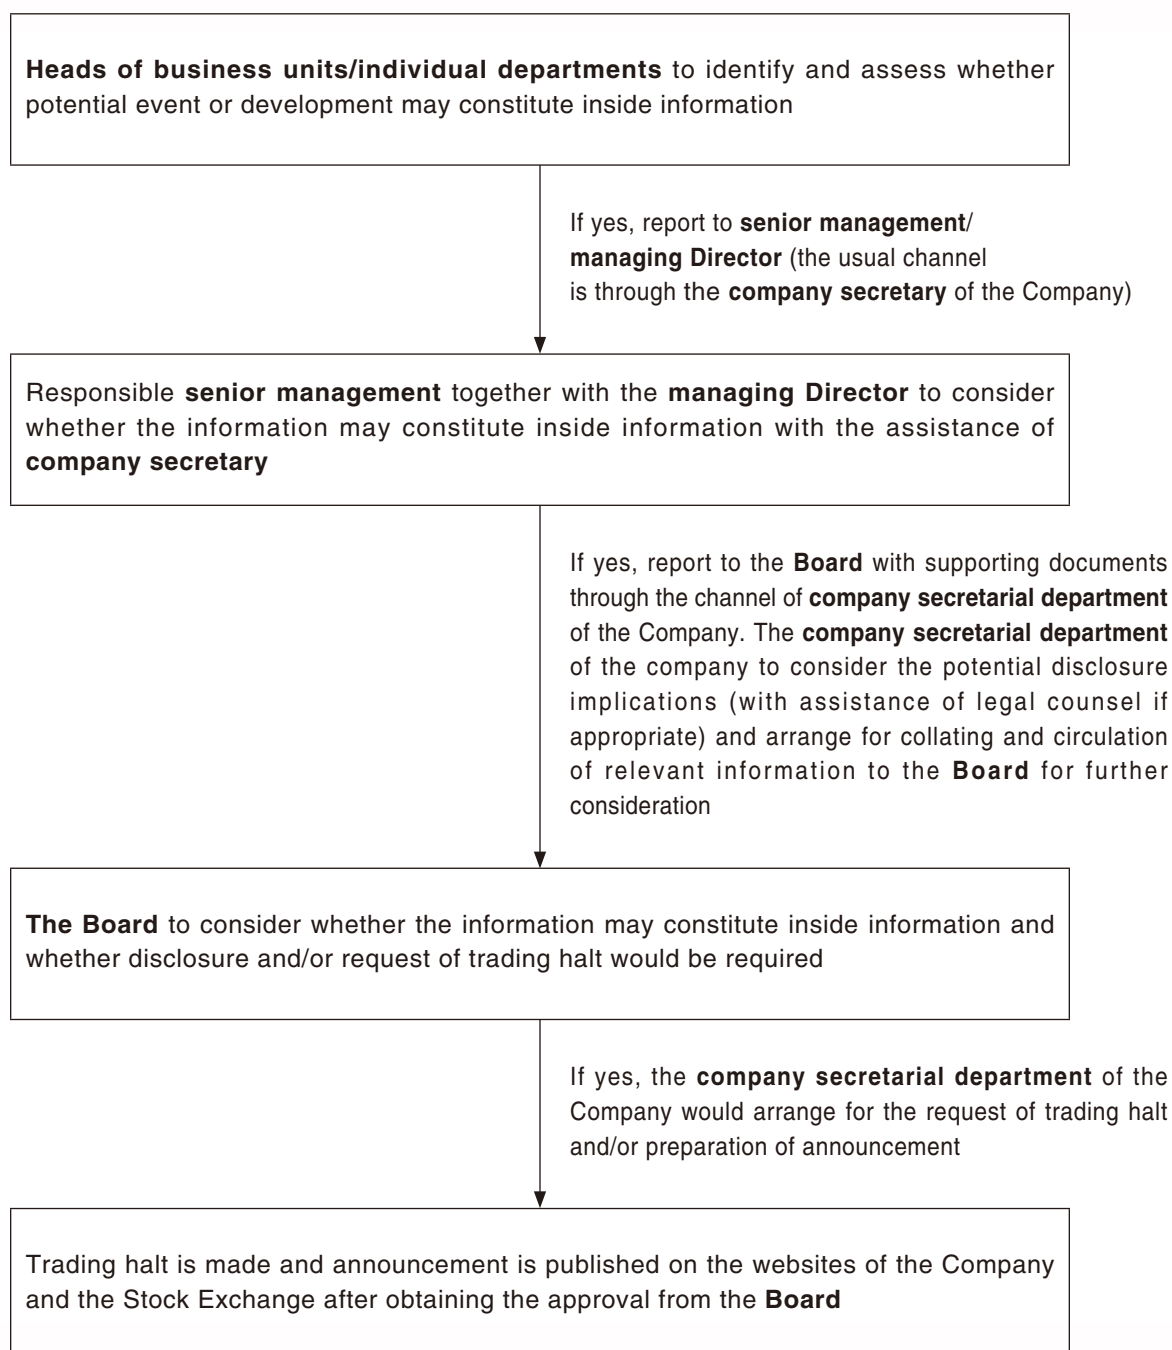 Heads of business units/individual departments to identify and assess whether
potential event or development may constitute inside information
If yes, report to senior management/
managing Director (the usual channel
is through the company secretary of the Company)
Responsible senior management together with the managing Director to consider
whether the information may constitute inside information with the assistance of
company secretary
If yes, report to the Board with supporting documents
through the channel of company secretarial department
of the Company. The company secretarial department
of the company to consider the potential disclosure
implications (with assistance of legal counsel if
appropriate) and arrange for collating and circulation
of relevant information to the Board for further
consideration
The Board to consider whether the information may constitute inside information and
whether disclosure and/or request of trading halt would be required
If yes, the company secretarial department of the
Company would arrange for the request of trading halt
and/or preparation of announcement
Trading halt is made and announcement is published on the websites of the Company
and the Stock Exchange after obtaining the approval from the Board